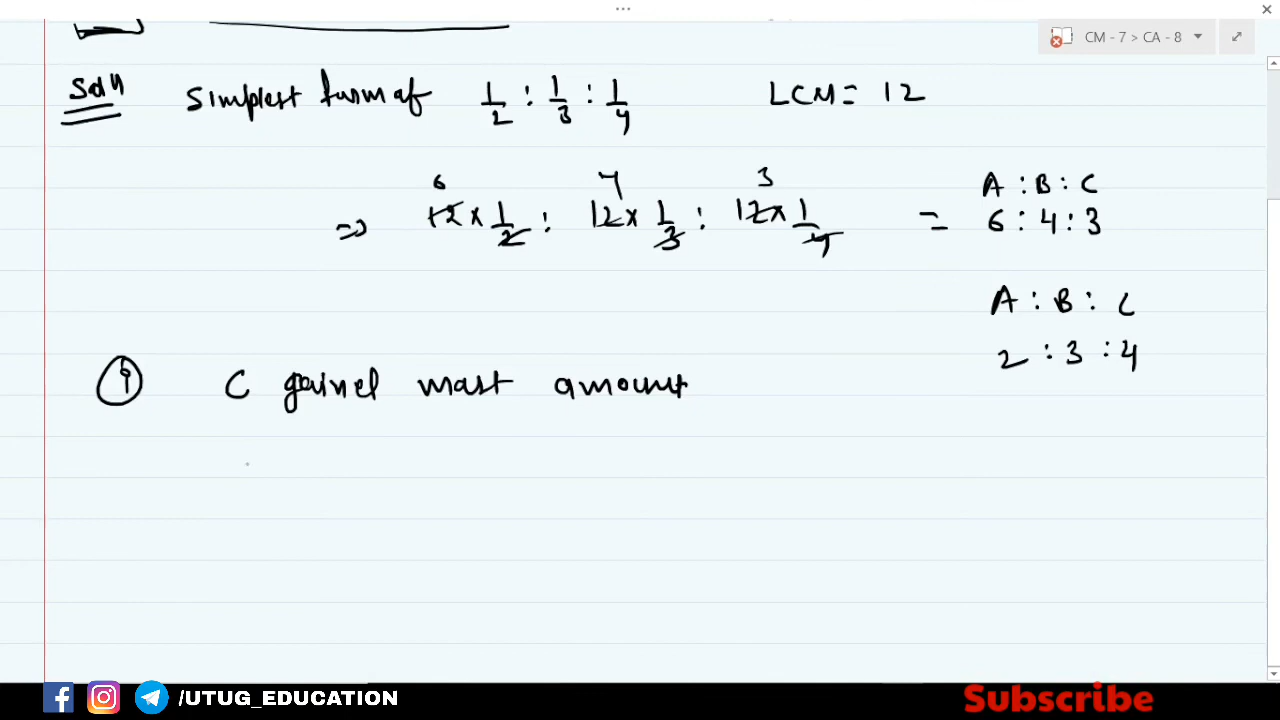 ...
CM - 7 > CA - 8
Soln Simplest form of 1/2 : 1/3 : 1/4 LCM = 12
6 4 3
A : B : C
=> 12 × 1/2 : 12 × 1/3 : 12 × 1/4 = 6 : 4 : 3
A : B : C
2 : 3 : 4
C gained most amount
/UTUG_EDUCATION
Subscribe